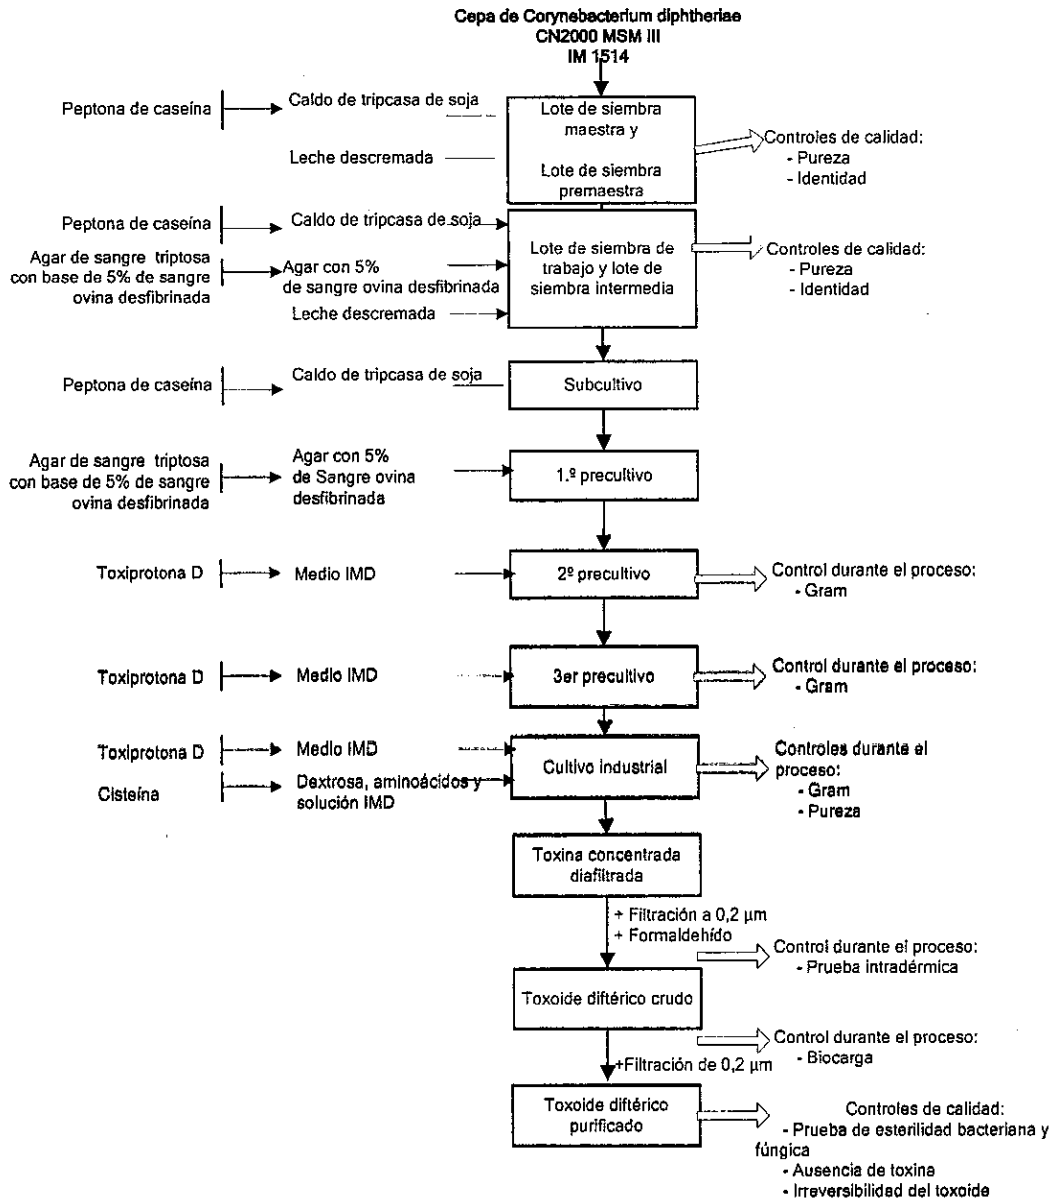 Cepa de Corynebacterium diphtheriae
CN2000 MSM III
IM 1514
Peptona de caseína
Caldo de tripcasa de soja
Leche descremada
Lote de siembra
maestra y
Lote de siembra
premaestra
Controles de calidad:
- Pureza
- Identidad
Peptona de caseína
Caldo de tripcasa de soja
Agar de sangre triptosa
con base de 5% de sangre
ovina desfibrinada
Agar con 5%
de sangre ovina desfibrinada
Leche descremada
Lote de siembra de
trabajo y lote de
siembra intermedia
Controles de calidad:
- Pureza
- Identidad
Peptona de caseína
Caldo de tripcasa de soja
Subcultivo
Agar de sangre triptosa
con base de 5% de sangre
ovina desfibrinada
Agar con 5%
de Sangre ovina
desfibrinada
1.º precultivo
Toxiprotona D
Medio IMD
2º precultivo
Control durante el proceso:
- Gram
Toxiprotona D
Medio IMD
3er precultivo
Control durante el proceso:
- Gram
Toxiprotona D
Medio IMD
Cisteína
Dextrosa, aminoácidos y
solución IMD
Cultivo industrial
Controles durante el
proceso:
- Gram
- Pureza
Toxina concentrada
diafiltrada
+ Filtración a 0,2 µm
+ Formaldehído
Control durante el proceso:
- Prueba intradérmica
Toxoide diftérico crudo
Control durante el proceso:
- Biocarga
+Filtración de 0,2 µm
Toxoide diftérico
purificado
Controles de calidad:
- Prueba de esterilidad bacteriana y
fúngica
- Ausencia de toxina
- Irreversibilidad del toxoide